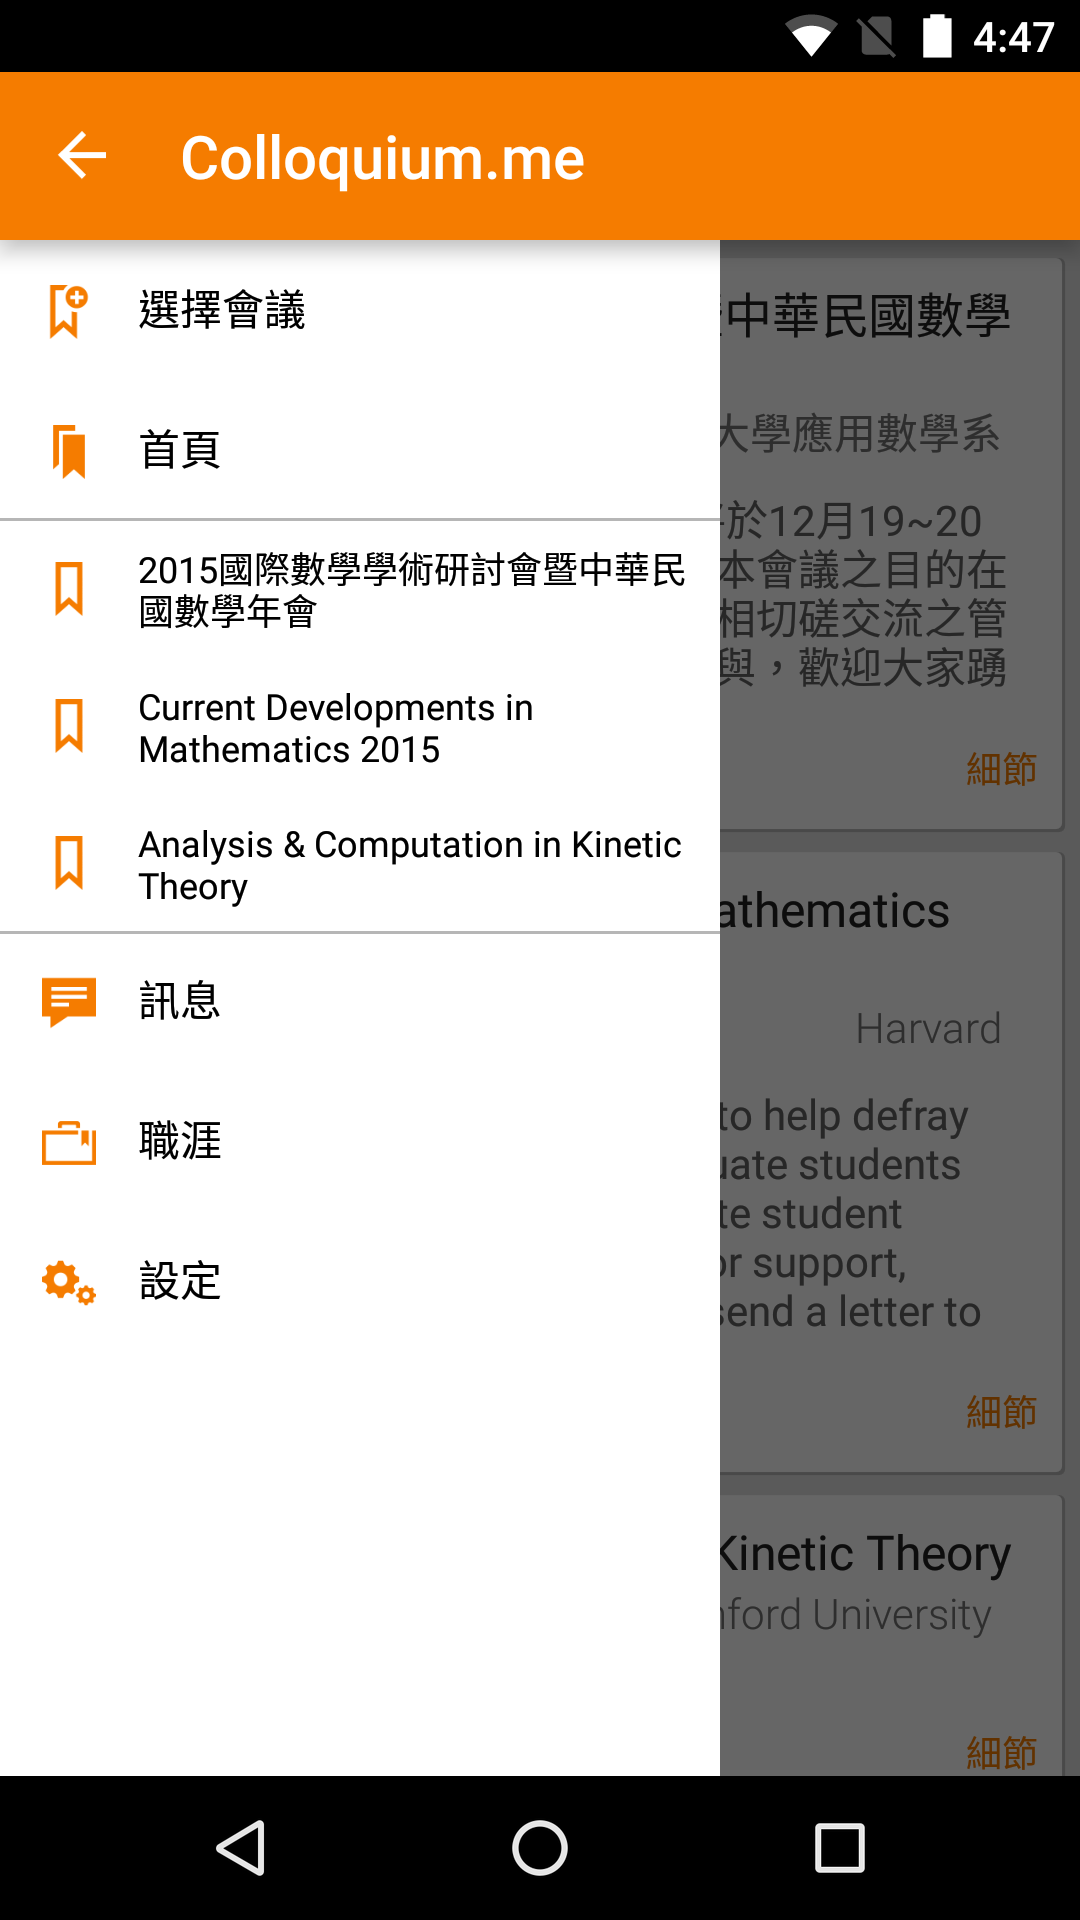 4:47
Colloquium.me
選擇會議
首頁
2015國際數學學術研討會暨中華民
國數學年會
Current Developments in
Mathematics 2015
Analysis & Computation in Kinetic
Theory
訊息
職涯
設定
中華民國數學
大學應用數學系
於12月19~20
本會議之目的在
相切磋交流之管
與，歡迎大家踴
細節
athematics
Harvard
to help defray
uate students
te student
or support,
send a letter to
細節
Kinetic Theory
nford University
細節